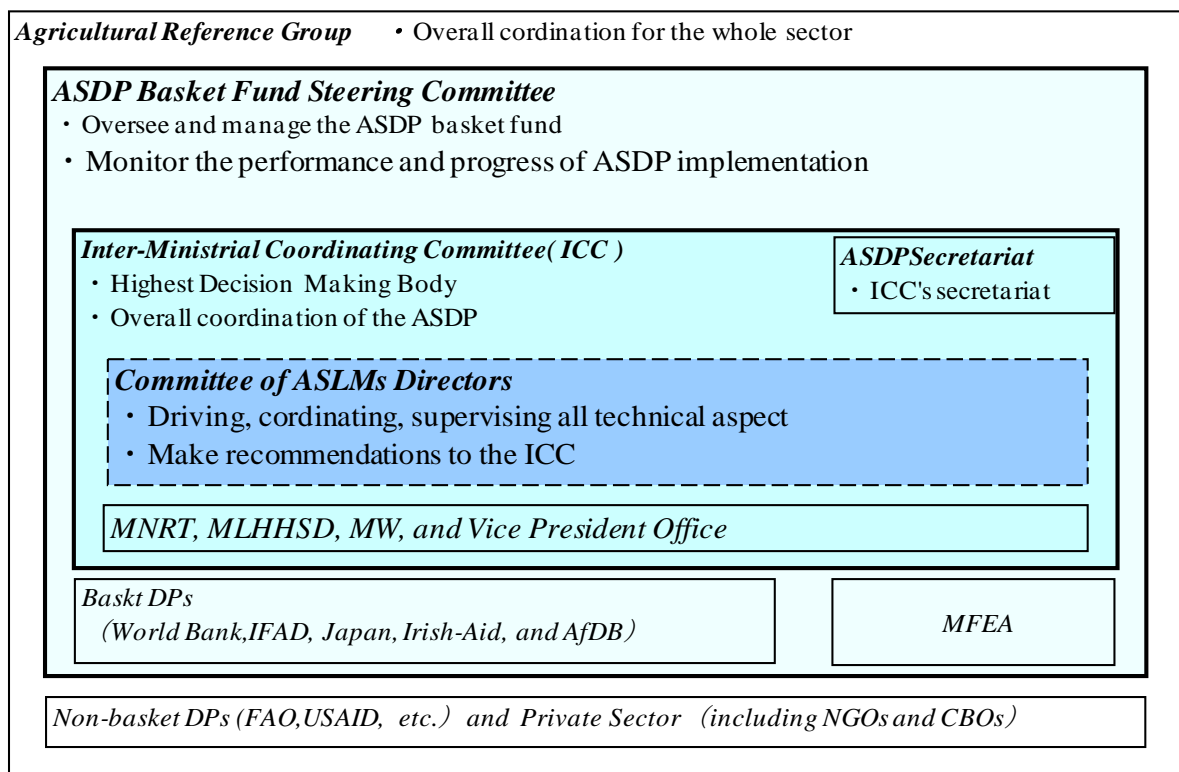 Agricultural Reference Group ・Overall cordination for the whole sector
ASDP Basket Fund Steering Committee
・Oversee and manage the ASDP basket fund
・Monitor the performance and progress of ASDP implementation
Inter-Ministrial Coordinating Committee( ICC )
・Highest Decision Making Body
・Overall coordination of the ASDP
ASDPSecretariat
・ICC's secretariat
Committee of ASLMs Directors
・Driving, cordinating, supervising all technical aspect
・Make recommendations to the ICC
MNRT, MLHHSD, MW, and Vice President Office
Baskt DPs
（World Bank,IFAD, Japan, Irish-Aid, and AfDB）
MFEA
Non-basket DPs (FAO,USAID, etc.）and Private Sector（including NGOs and CBOs）